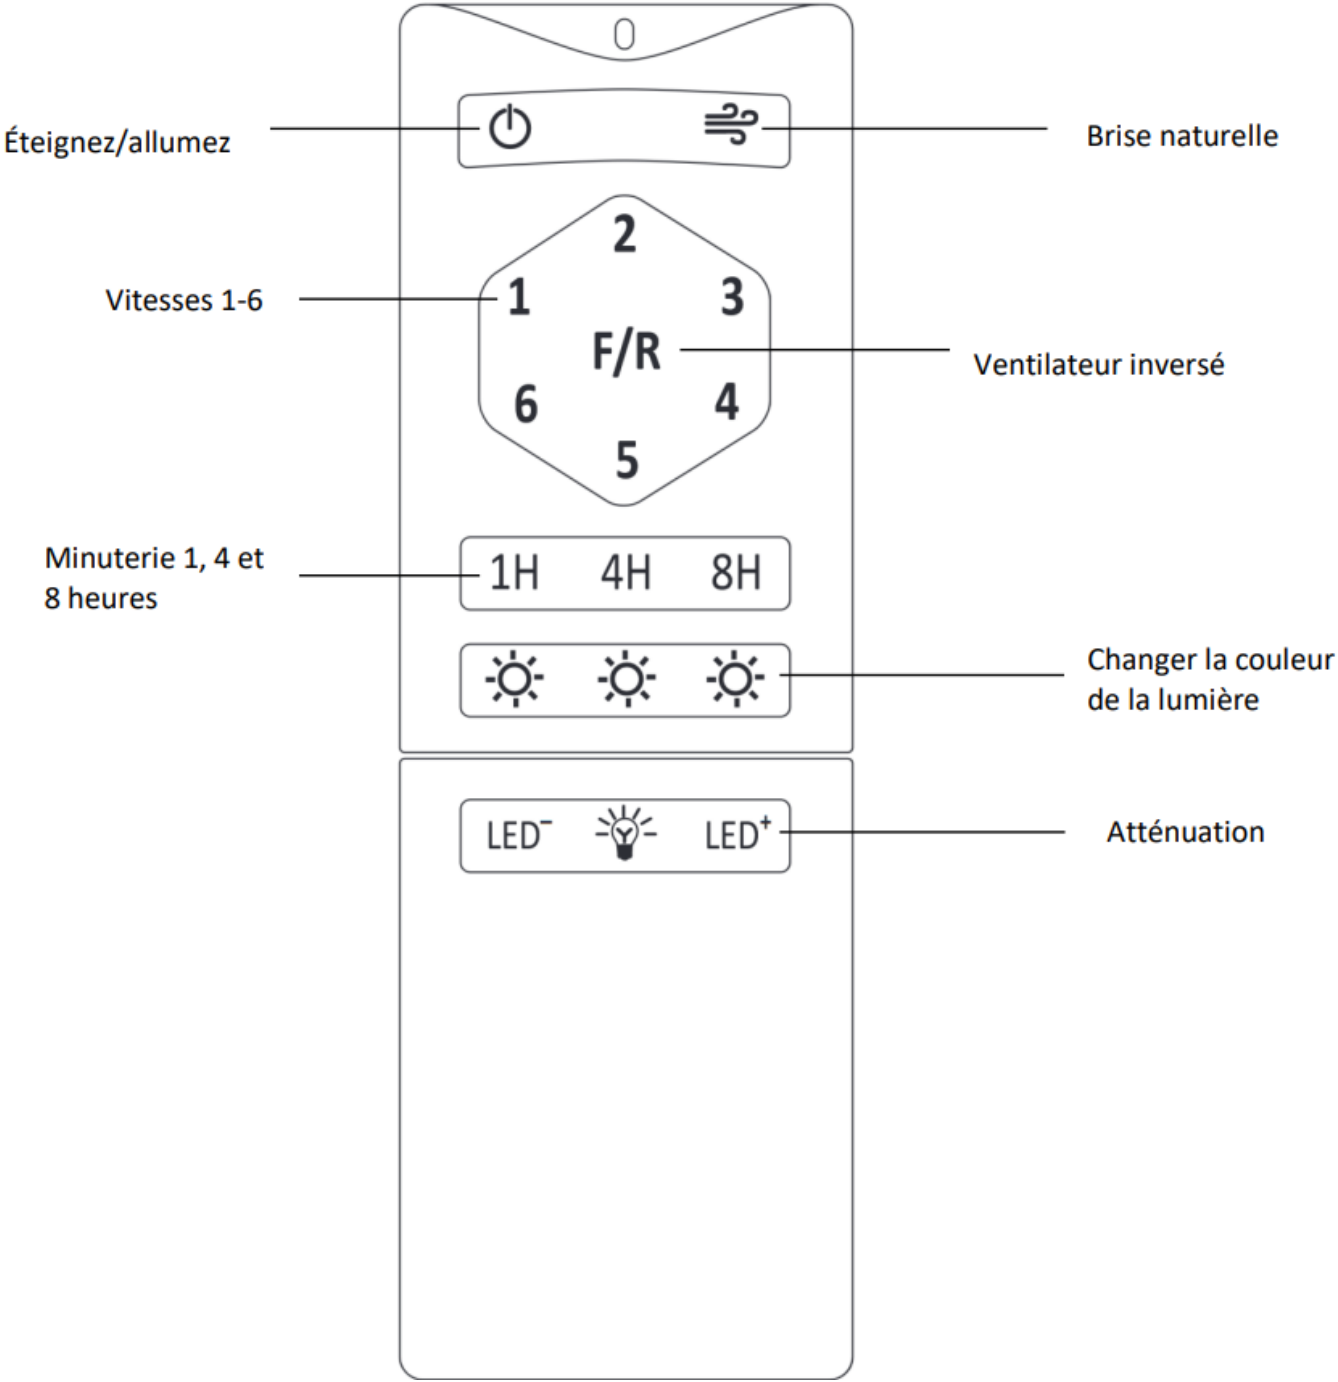 Éteignez/allumez
Brise naturelle
2
Vitesses 1-6
1
3
F/R
Ventilateur inversé
6
4
5
Minuterie 1, 4 et
8 heures
1H 4H 8H
Changer la couleur
de la lumière
LED⁻ LED⁺
Atténuation